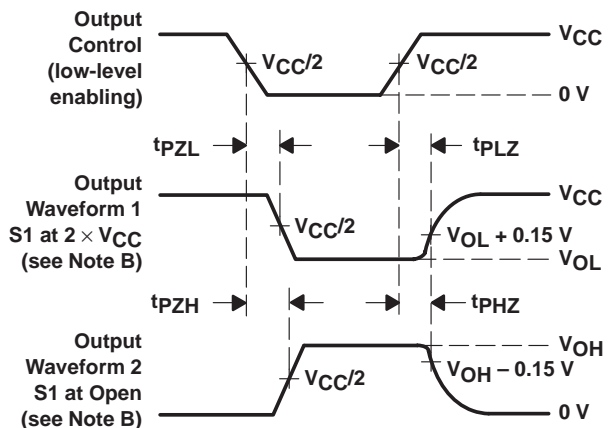 Output
Control
(low-level
enabling)
VCC
VCC/2
VCC/2
0 V
tPZL
tPLZ
Output
Waveform 1
S1 at 2 × VCC
(see Note B)
VCC
VCC/2
VOL + 0.15 V
VOL
tPZH
tPHZ
Output
Waveform 2
S1 at Open
(see Note B)
VOH
VCC/2
VOH – 0.15 V
0 V